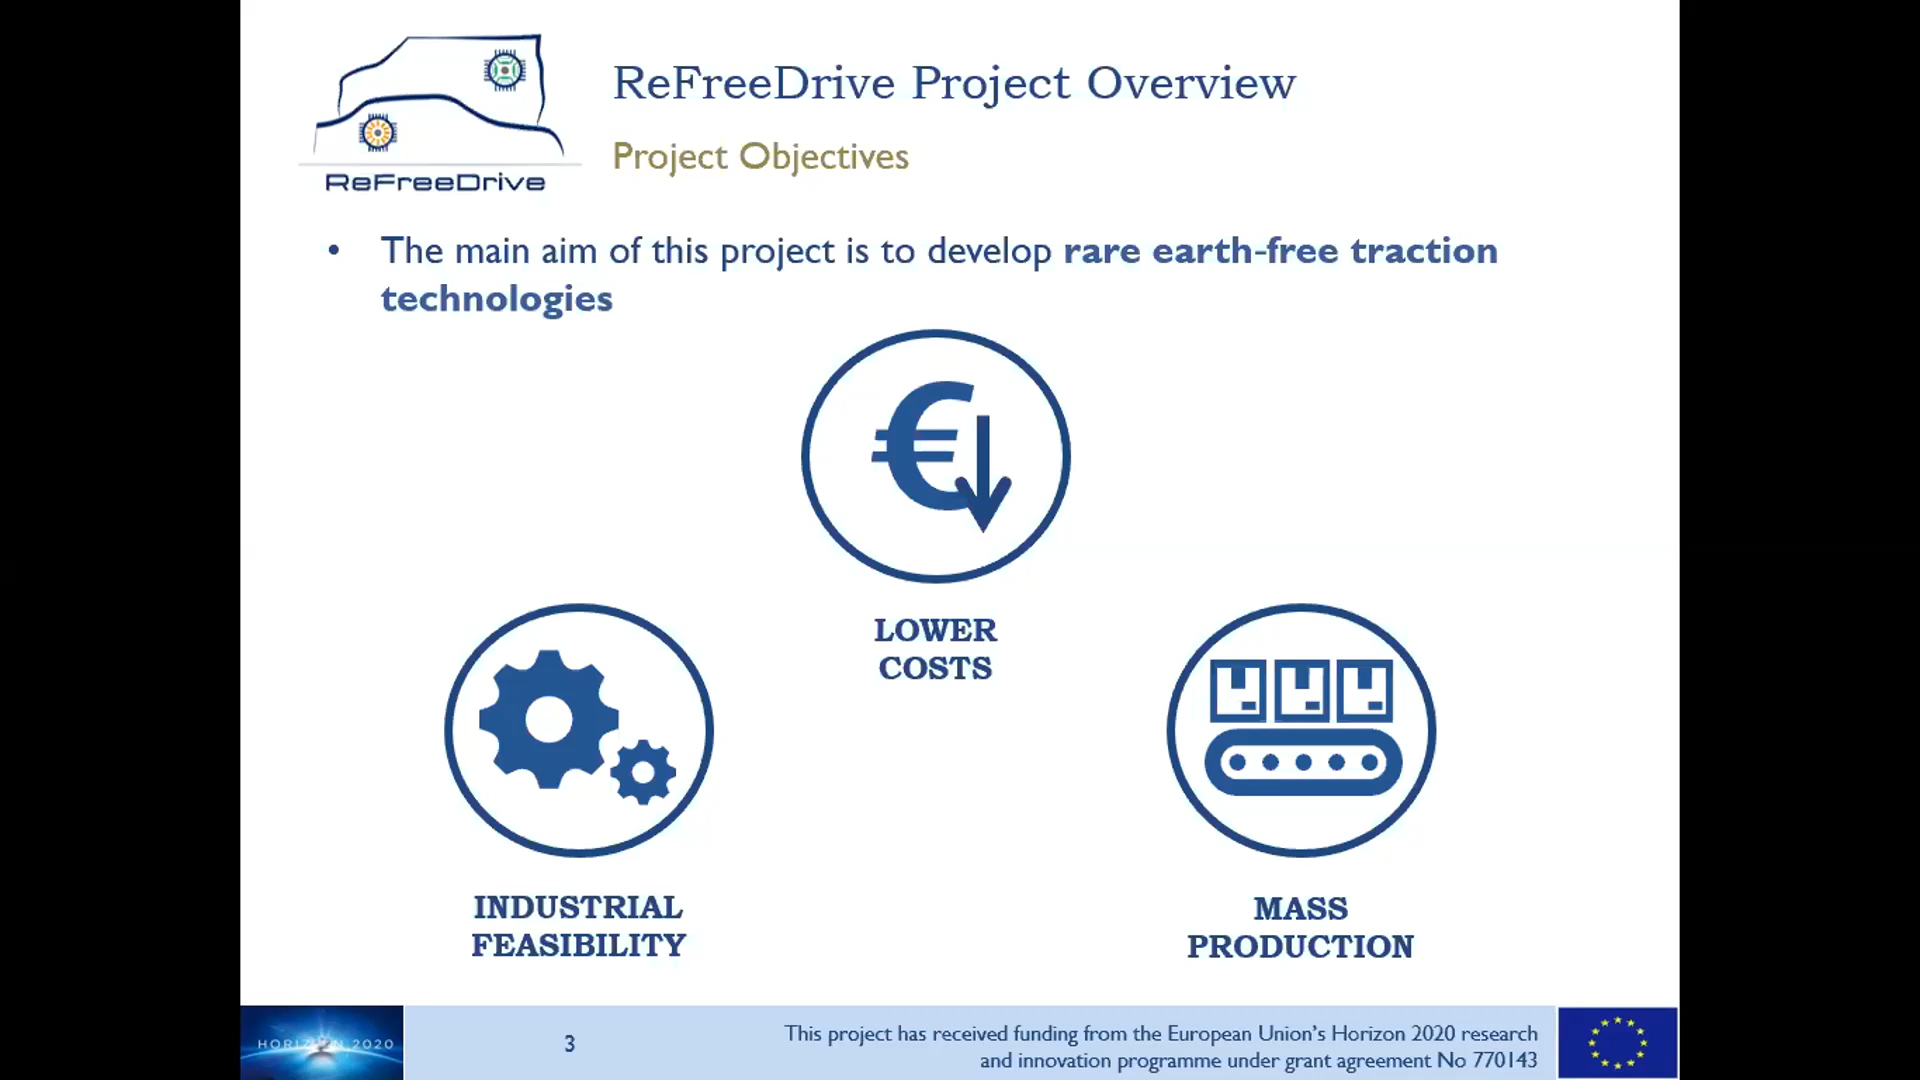 ReFreeDrive
ReFreeDrive Project Overview
Project Objectives
• The main aim of this project is to develop rare earth-free traction
technologies
€
LOWER
COSTS
INDUSTRIAL
FEASIBILITY
MASS
PRODUCTION
HORIZON 2020
3
This project has received funding from the European Union’s Horizon 2020 research
and innovation programme under grant agreement No 770143